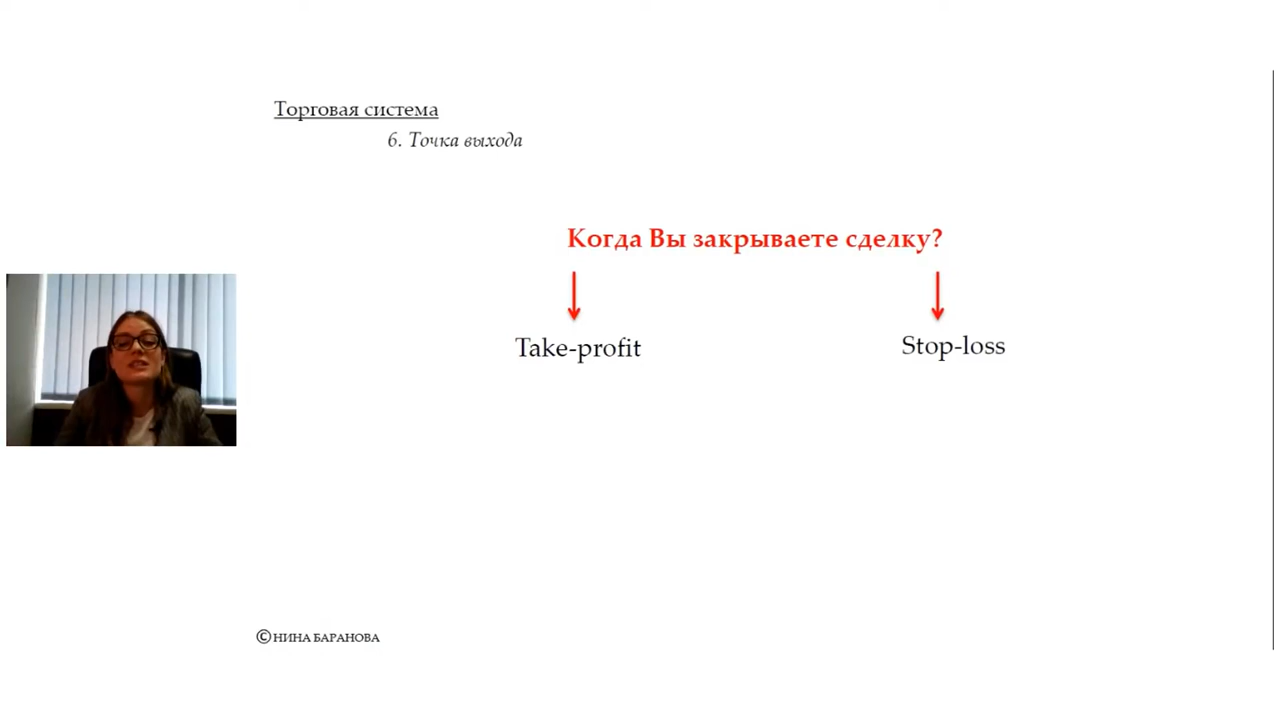 Торговая система
6. Точка выхода
Когда Вы закрываете сделку?
Take-profit
Stop-loss
©НИНА БАРАНОВА